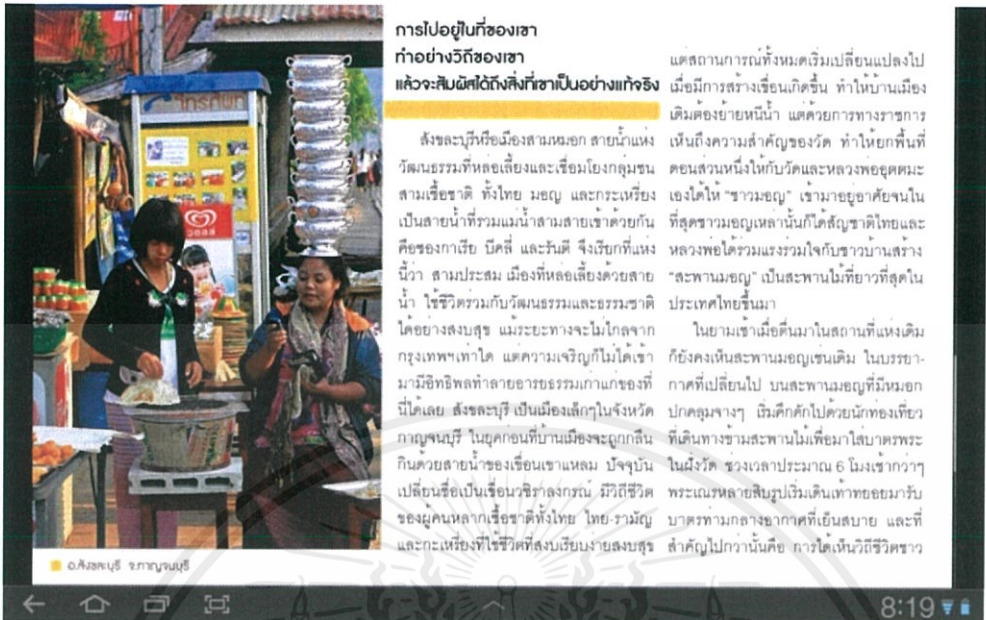 โทรศัพท์
วอลล์
การไปอยู่ในที่ของเขา
ทำอย่างวิถีของเขา
แล้วจะสัมผัสได้ถึงสิ่งที่เขาเป็นอย่างแท้จริง
สังขละบุรีหรือเมืองสามหมอก สายน้ำแห่ง
วัฒนธรรมที่หล่อเลี้ยงและเชื่อมโยงกลุ่มชน
สามเชื้อชาติ ทั้งไทย มอญ และกระเหรี่ยง
เป็นสายน้ำที่รวมแม่น้ำสามสายเข้าด้วยกัน
คือซองกาเรีย บีคลี่ และรันตี จึงเรียกที่แห่ง
นี้ว่า สามประสม เมืองที่หล่อเลี้ยงด้วยสาย
น้ำ ใช้ชีวิตร่วมกับวัฒนธรรมและธรรมชาติ
ได้อย่างสงบสุข แม้ระยะทางจะไม่ไกลจาก
กรุงเทพฯเท่าใด แต่ความเจริญก็ไม่ได้เข้า
มามีอิทธิพลทำลายอารยธรรมเก่าแก่ของที่
นี่ได้เลย สังขละบุรี เป็นเมืองเล็กๆในจังหวัด
กาญจนบุรี ในยุคก่อนที่บ้านเมืองจะถูกกลืน
กินด้วยสายน้ำของเขื่อนเขาแหลม ปัจจุบัน
เปลี่ยนชื่อเป็นเขื่อนวชิราลงกรณ์ มีวิถีชีวิต
ของผู้คนหลากเชื้อชาติทั้งไทย ไทย-รามัญ
และกะเหรี่ยงที่ใช้ชีวิตที่สงบเรียบง่ายสงบสุข
แต่สถานการณ์ทั้งหมดเริ่มเปลี่ยนแปลงไป
เมื่อมีการสร้างเขื่อนเกิดขึ้น ทำให้บ้านเมือง
เดิมต้องย้ายหนีน้ำ แต่ด้วยการทางราชการ
เห็นถึงความสำคัญของวัด ทำให้ยกพื้นที่
ตอนส่วนหนึ่งให้กับวัดและหลวงพ่ออุตตมะ
เองได้ให้ "ชาวมอญ" เข้ามาอยู่อาศัยจนใน
ที่สุดชาวมอญเหล่านั้นก็ได้สัญชาติไทยและ
หลวงพ่อได้ร่วมแรงร่วมใจกับชาวบ้านสร้าง
"สะพานมอญ" เป็นสะพานไม้ที่ยาวที่สุดใน
ประเทศไทยขึ้นมา
ในยามเช้าเมื่อตื่นมาในสถานที่แห่งเดิม
ก็ยังคงเห็นสะพานมอญเช่นเดิม ในบรรยา-
กาศที่เปลี่ยนไป บนสะพานมอญที่มีหมอก
ปกคลุมจางๆ เริ่มคึกคักไปด้วยนักท่องเที่ยว
ที่เดินทางข้ามสะพานไม้เพื่อมาใส่บาตรพระ
ในฝั่งวัด ช่วงเวลาประมาณ 6 โมงเช้ากว่าๆ
พระเณรหลายสิบรูปเริ่มเดินเท้าทยอยมารับ
บาตรท่ามกลางอากาศที่เย็นสบาย และที่
สำคัญไปกว่านั้นคือ การได้เห็นวิถีชีวิตชาว
อ.สังขละบุรี จ.กาญจนบุรี
8:19